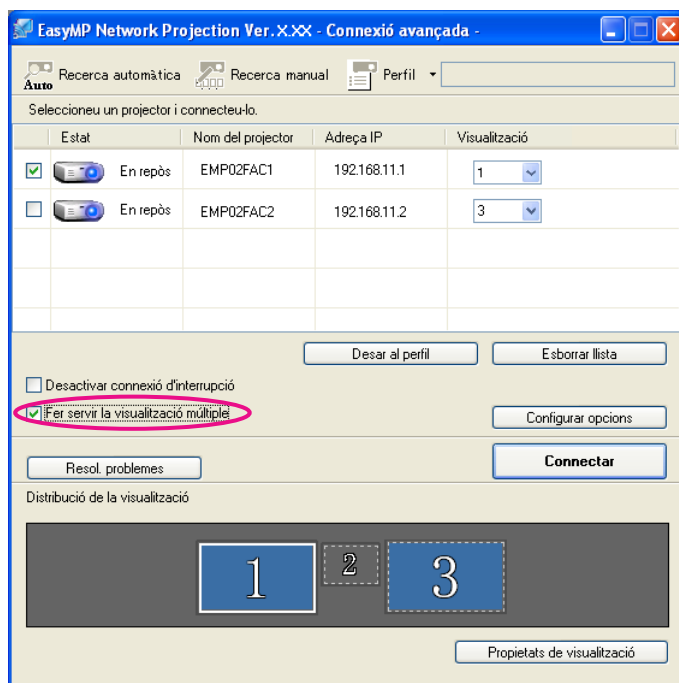 EasyMP Network Projection Ver.X.XX - Connexió avançada -
Auto Recerca automàtica Recerca manual Perfil
Seleccioneu un projector i connecteu-lo.
Estat Nom del projector Adreça IP Visualització
En repòs EMP02FAC1 192.168.11.1 1
En repòs EMP02FAC2 192.168.11.2 3
Desar al perfil Esborrar llista
Desactivar connexió d'interrupció
Fer servir la visualització múltiple
Configurar opcions
Resol. problemes Connectar
Distribució de la visualització
1 2 3
Propietats de visualització